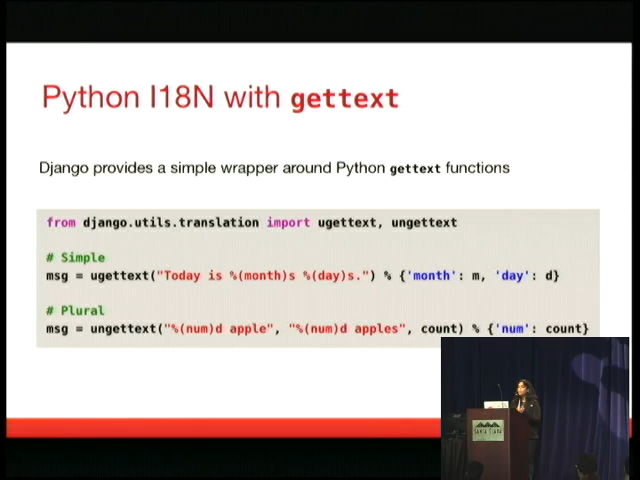 Python I18N with gettext
Django provides a simple wrapper around Python gettext functions
from django.utils.translation import ugettext, ungettext
# Simple
msg = ugettext("Today is %(month)s %(day)s.") % {'month': m, 'day': d}
# Plural
msg = ungettext("%(num)d apple", "%(num)d apples", count) % {'num': count}
SANTA CLARA